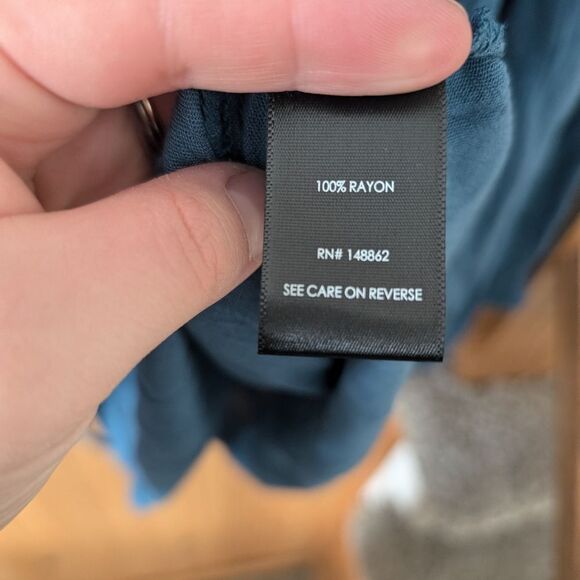 100% RAYON
RN# 148862
SEE CARE ON REVERSE